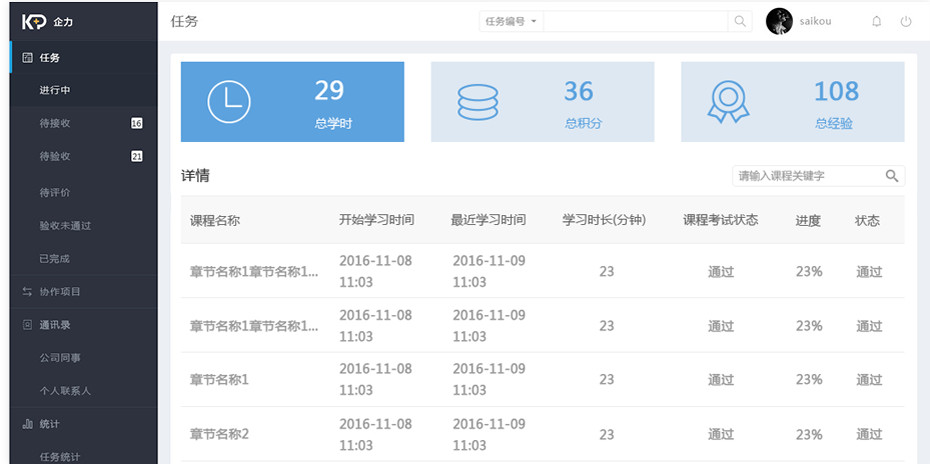 KP 企力
任务
任务编号
saikou
任务
进行中
待接收 16
待验收 21
待评价
验收未通过
已完成
协作项目
通讯录
公司同事
个人联系人
统计
任务统计
29
总学时
36
总积分
108
总经验
详情
请输入课程关键字
课程名称 开始学习时间 最近学习时间 学习时长(分钟) 课程考试状态 进度 状态
章节名称1章节名称1... 2016-11-08 11:03 2016-11-09 11:03 23 通过 23% 通过
章节名称1章节名称1... 2016-11-08 11:03 2016-11-09 11:03 23 通过 23% 通过
章节名称1 2016-11-08 11:03 2016-11-09 11:03 23 通过 23% 通过
章节名称2 2016-11-08 11:03 2016-11-09 11:03 23 通过 23% 通过